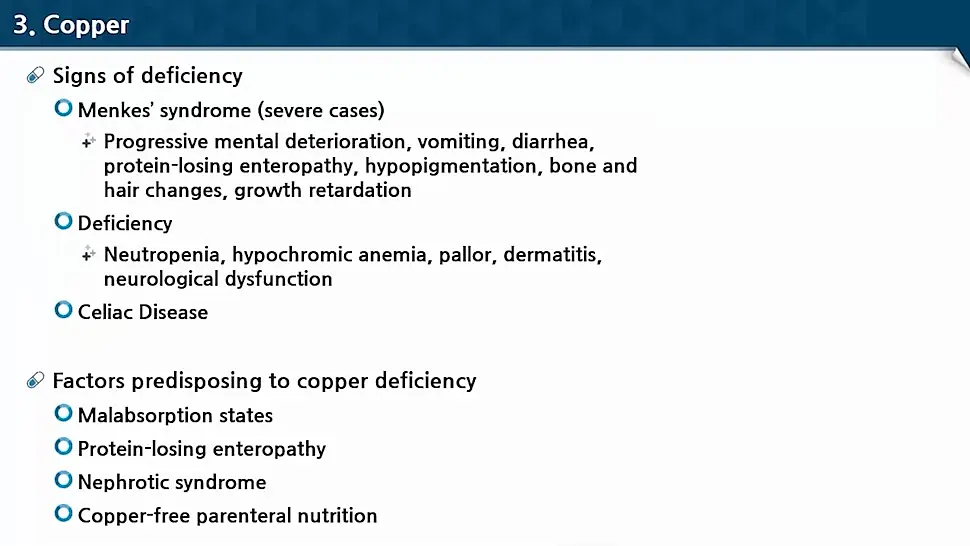 3. Copper
Signs of deficiency
Menkes' syndrome (severe cases)
Progressive mental deterioration, vomiting, diarrhea,
protein-losing enteropathy, hypopigmentation, bone and
hair changes, growth retardation
Deficiency
Neutropenia, hypochromic anemia, pallor, dermatitis,
neurological dysfunction
Celiac Disease
Factors predisposing to copper deficiency
Malabsorption states
Protein-losing enteropathy
Nephrotic syndrome
Copper-free parenteral nutrition